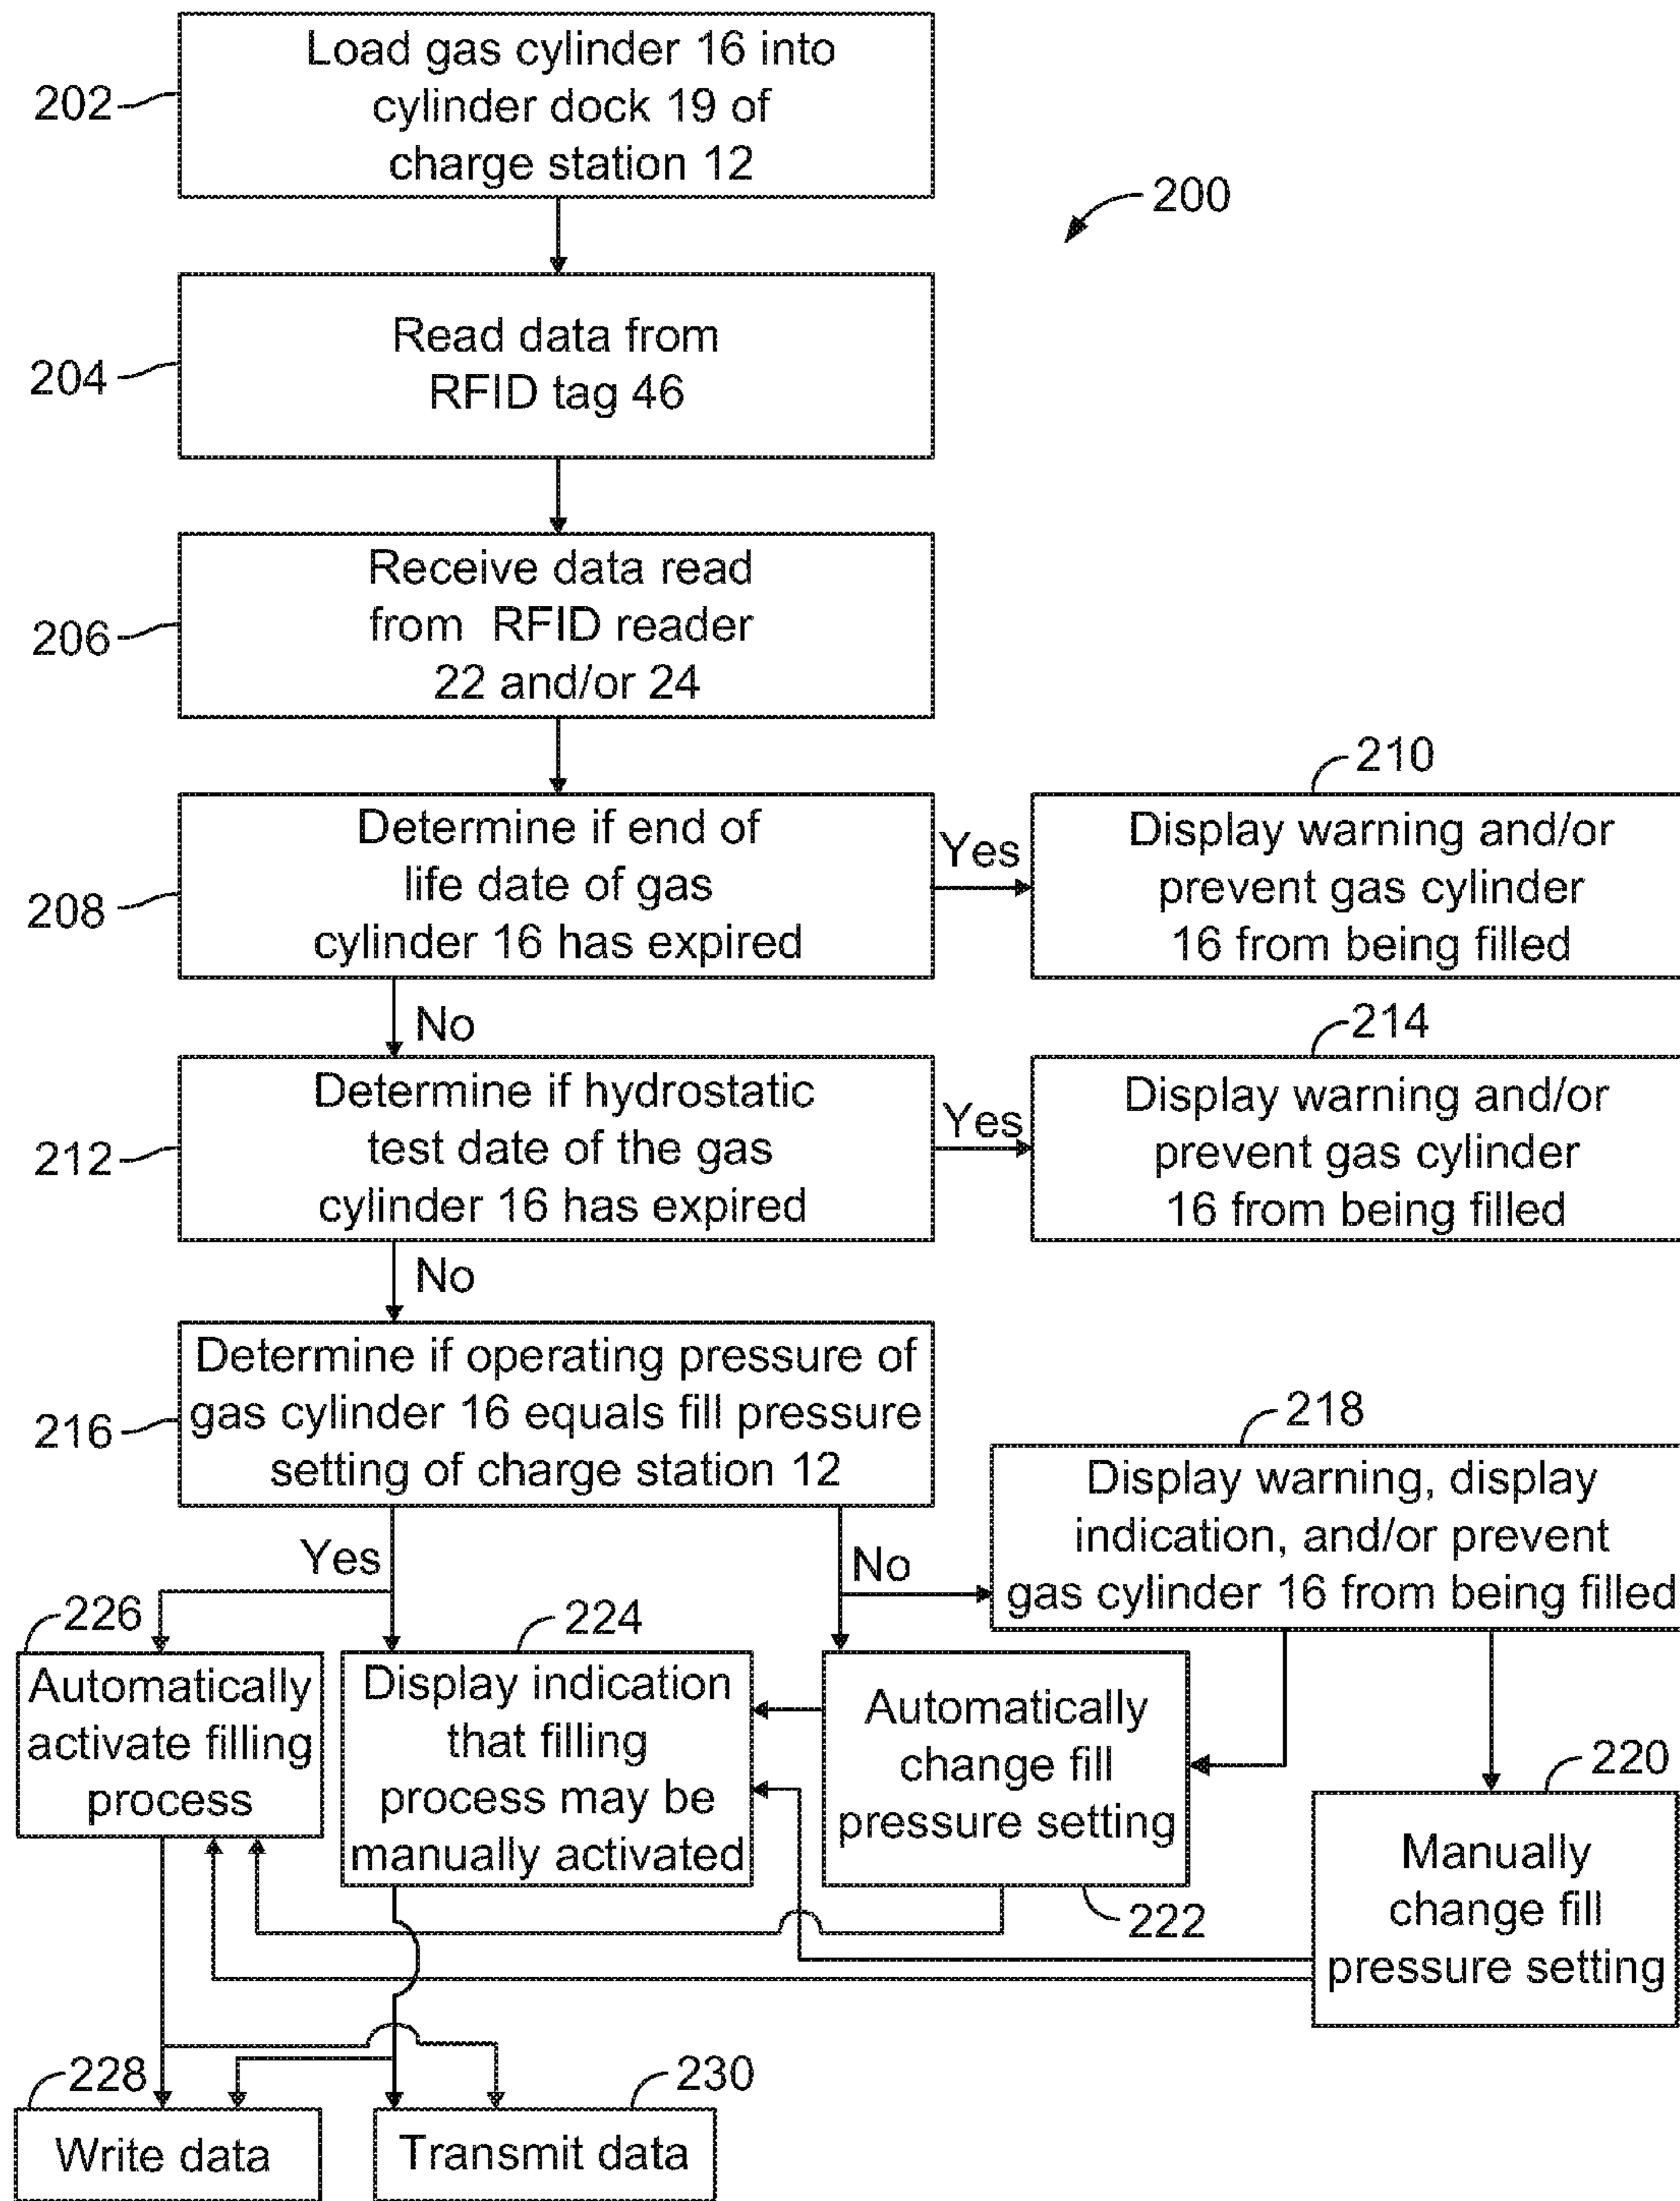 202
Load gas cylinder 16 into
cylinder dock 19 of
charge station 12
200
204
Read data from
RFID tag 46
206
Receive data read
from RFID reader
22 and/or 24
208
Determine if end of
life date of gas
cylinder 16 has expired
Yes
210
Display warning and/or
prevent gas cylinder
16 from being filled
No
212
Determine if hydrostatic
test date of the gas
cylinder 16 has expired
Yes
214
Display warning and/or
prevent gas cylinder
16 from being filled
No
216
Determine if operating pressure of
gas cylinder 16 equals fill pressure
setting of charge station 12
218
Display warning, display
indication, and/or prevent
gas cylinder 16 from being filled
Yes
No
226
Automatically
activate filling
process
224
Display indication
that filling
process may be
manually activated
Automatically
change fill
pressure setting
222
220
Manually
change fill
pressure setting
228
Write data
230
Transmit data